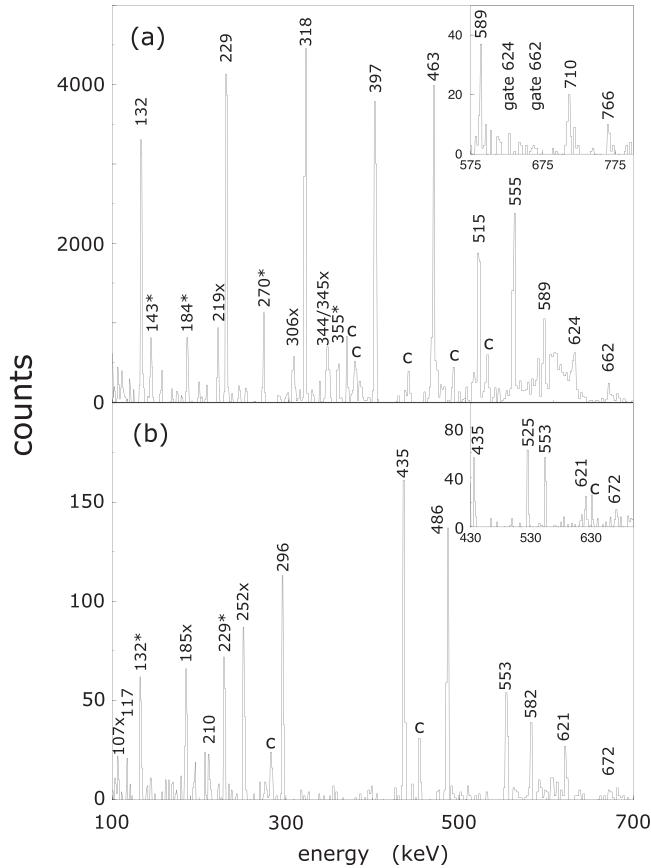 (a)
4000
2000
0
132
143*
184*
219x
229
270*
306x
318
344/345x
355*
c
c
397
c
463
c
515
c
555
589
624
662
40
20
0
589
gate 624
gate 662
710
766
575
675
775
counts
(b)
150
100
50
0
107x
117
132*
185x
210
229*
252x
c
296
435
c
486
553
582
621
672
80
40
0
435
525
553
621
c
672
430
530
630
100
300
500
700
energy (keV)